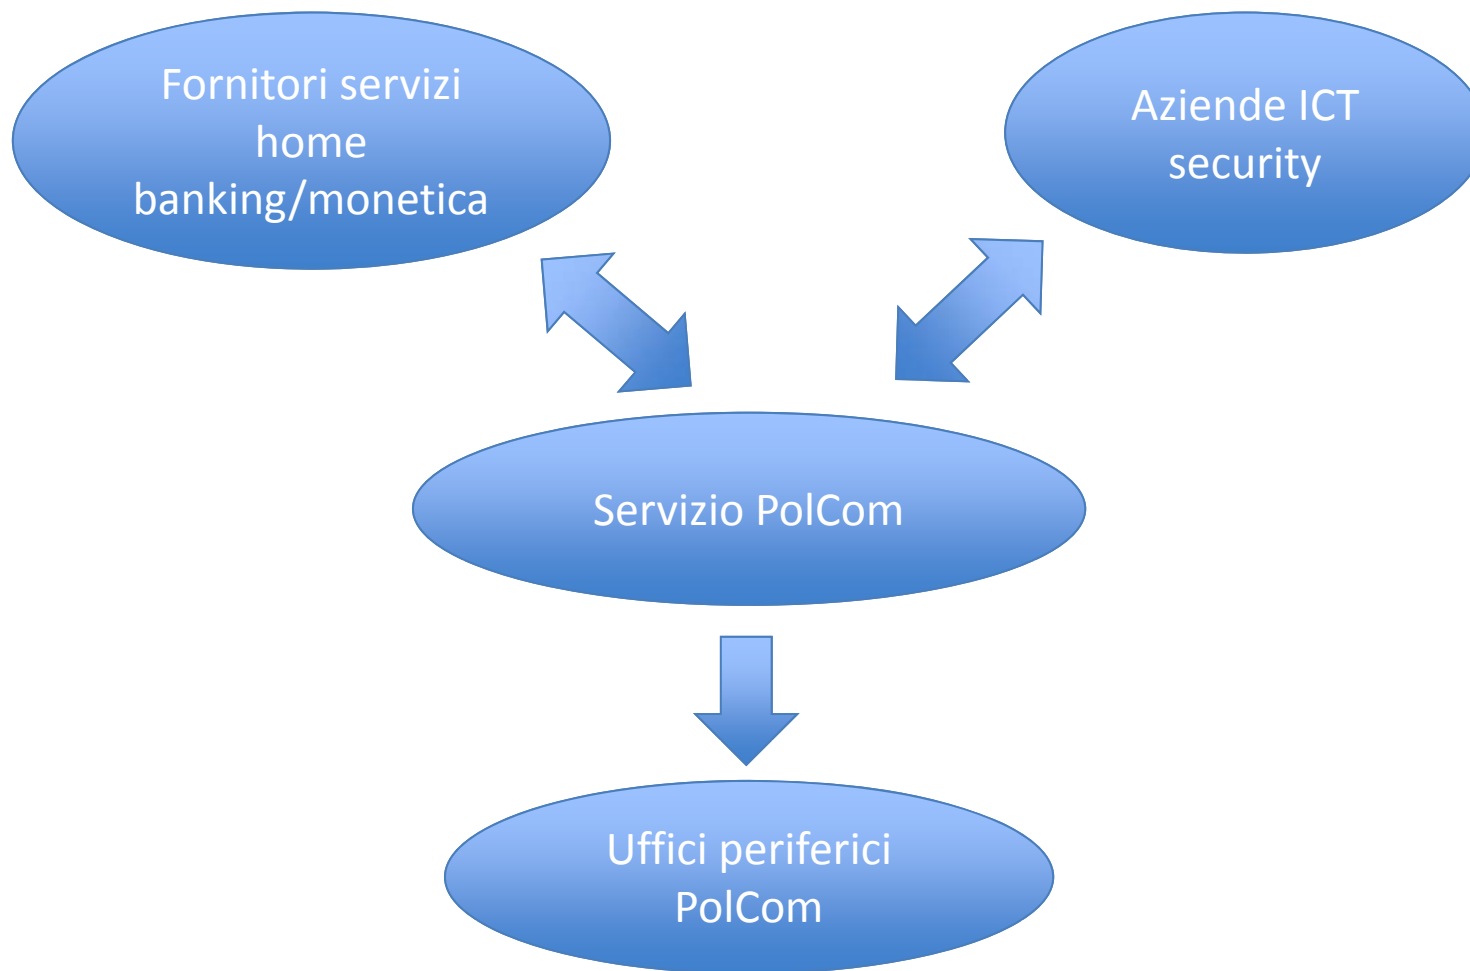 Fornitori servizi
home
banking/monetica
Aziende ICT
security
Servizio PolCom
Uffici periferici
PolCom